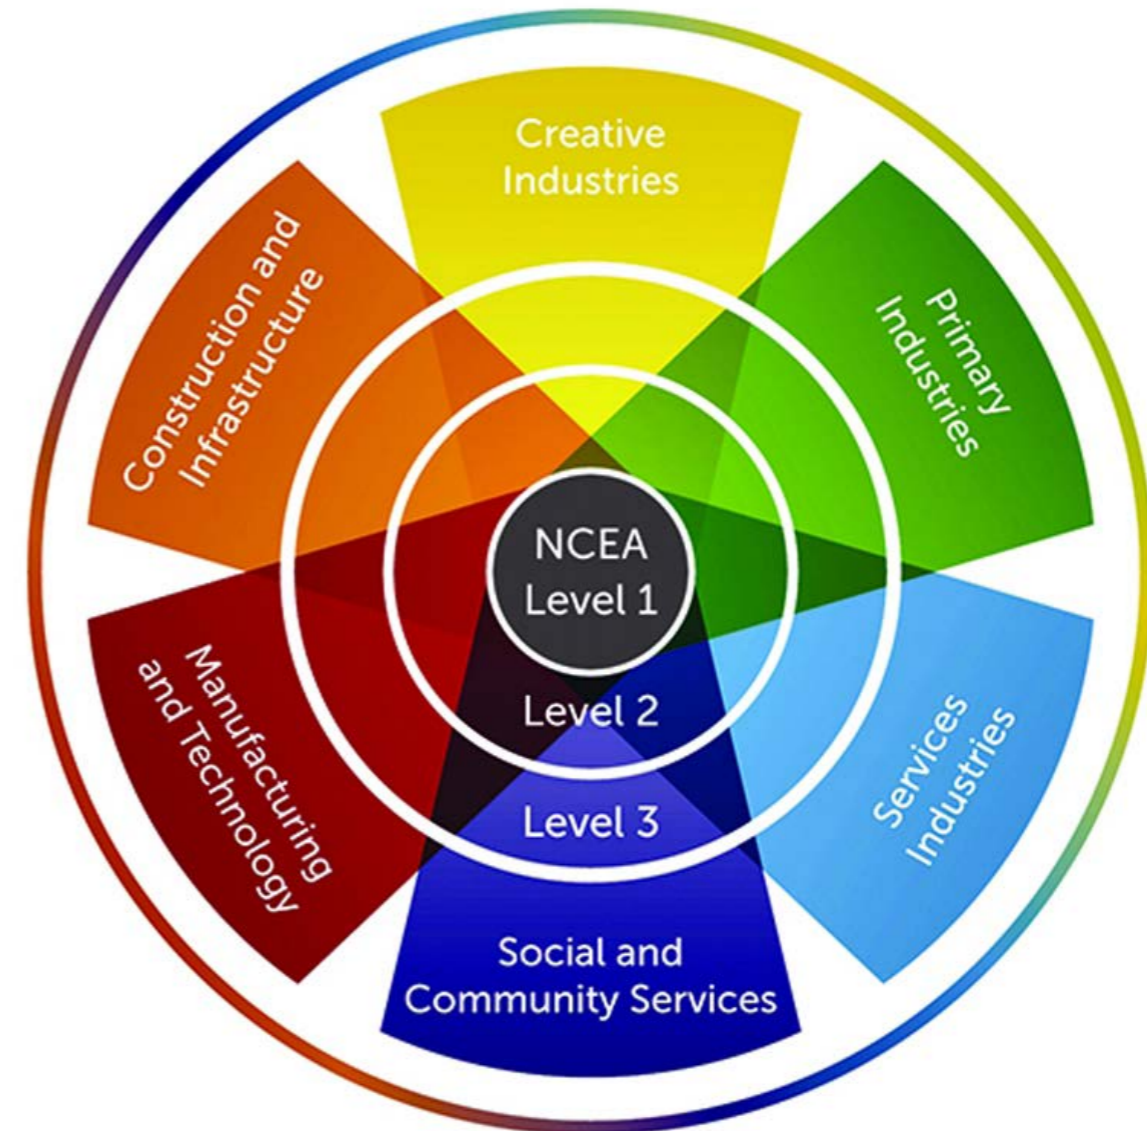 Creative
Industries
Primary
Industries
Services
Industries
Social and
Community Services
Manufacturing
and Technology
Construction and
Infrastructure
NCEA
Level 1
Level 2
Level 3